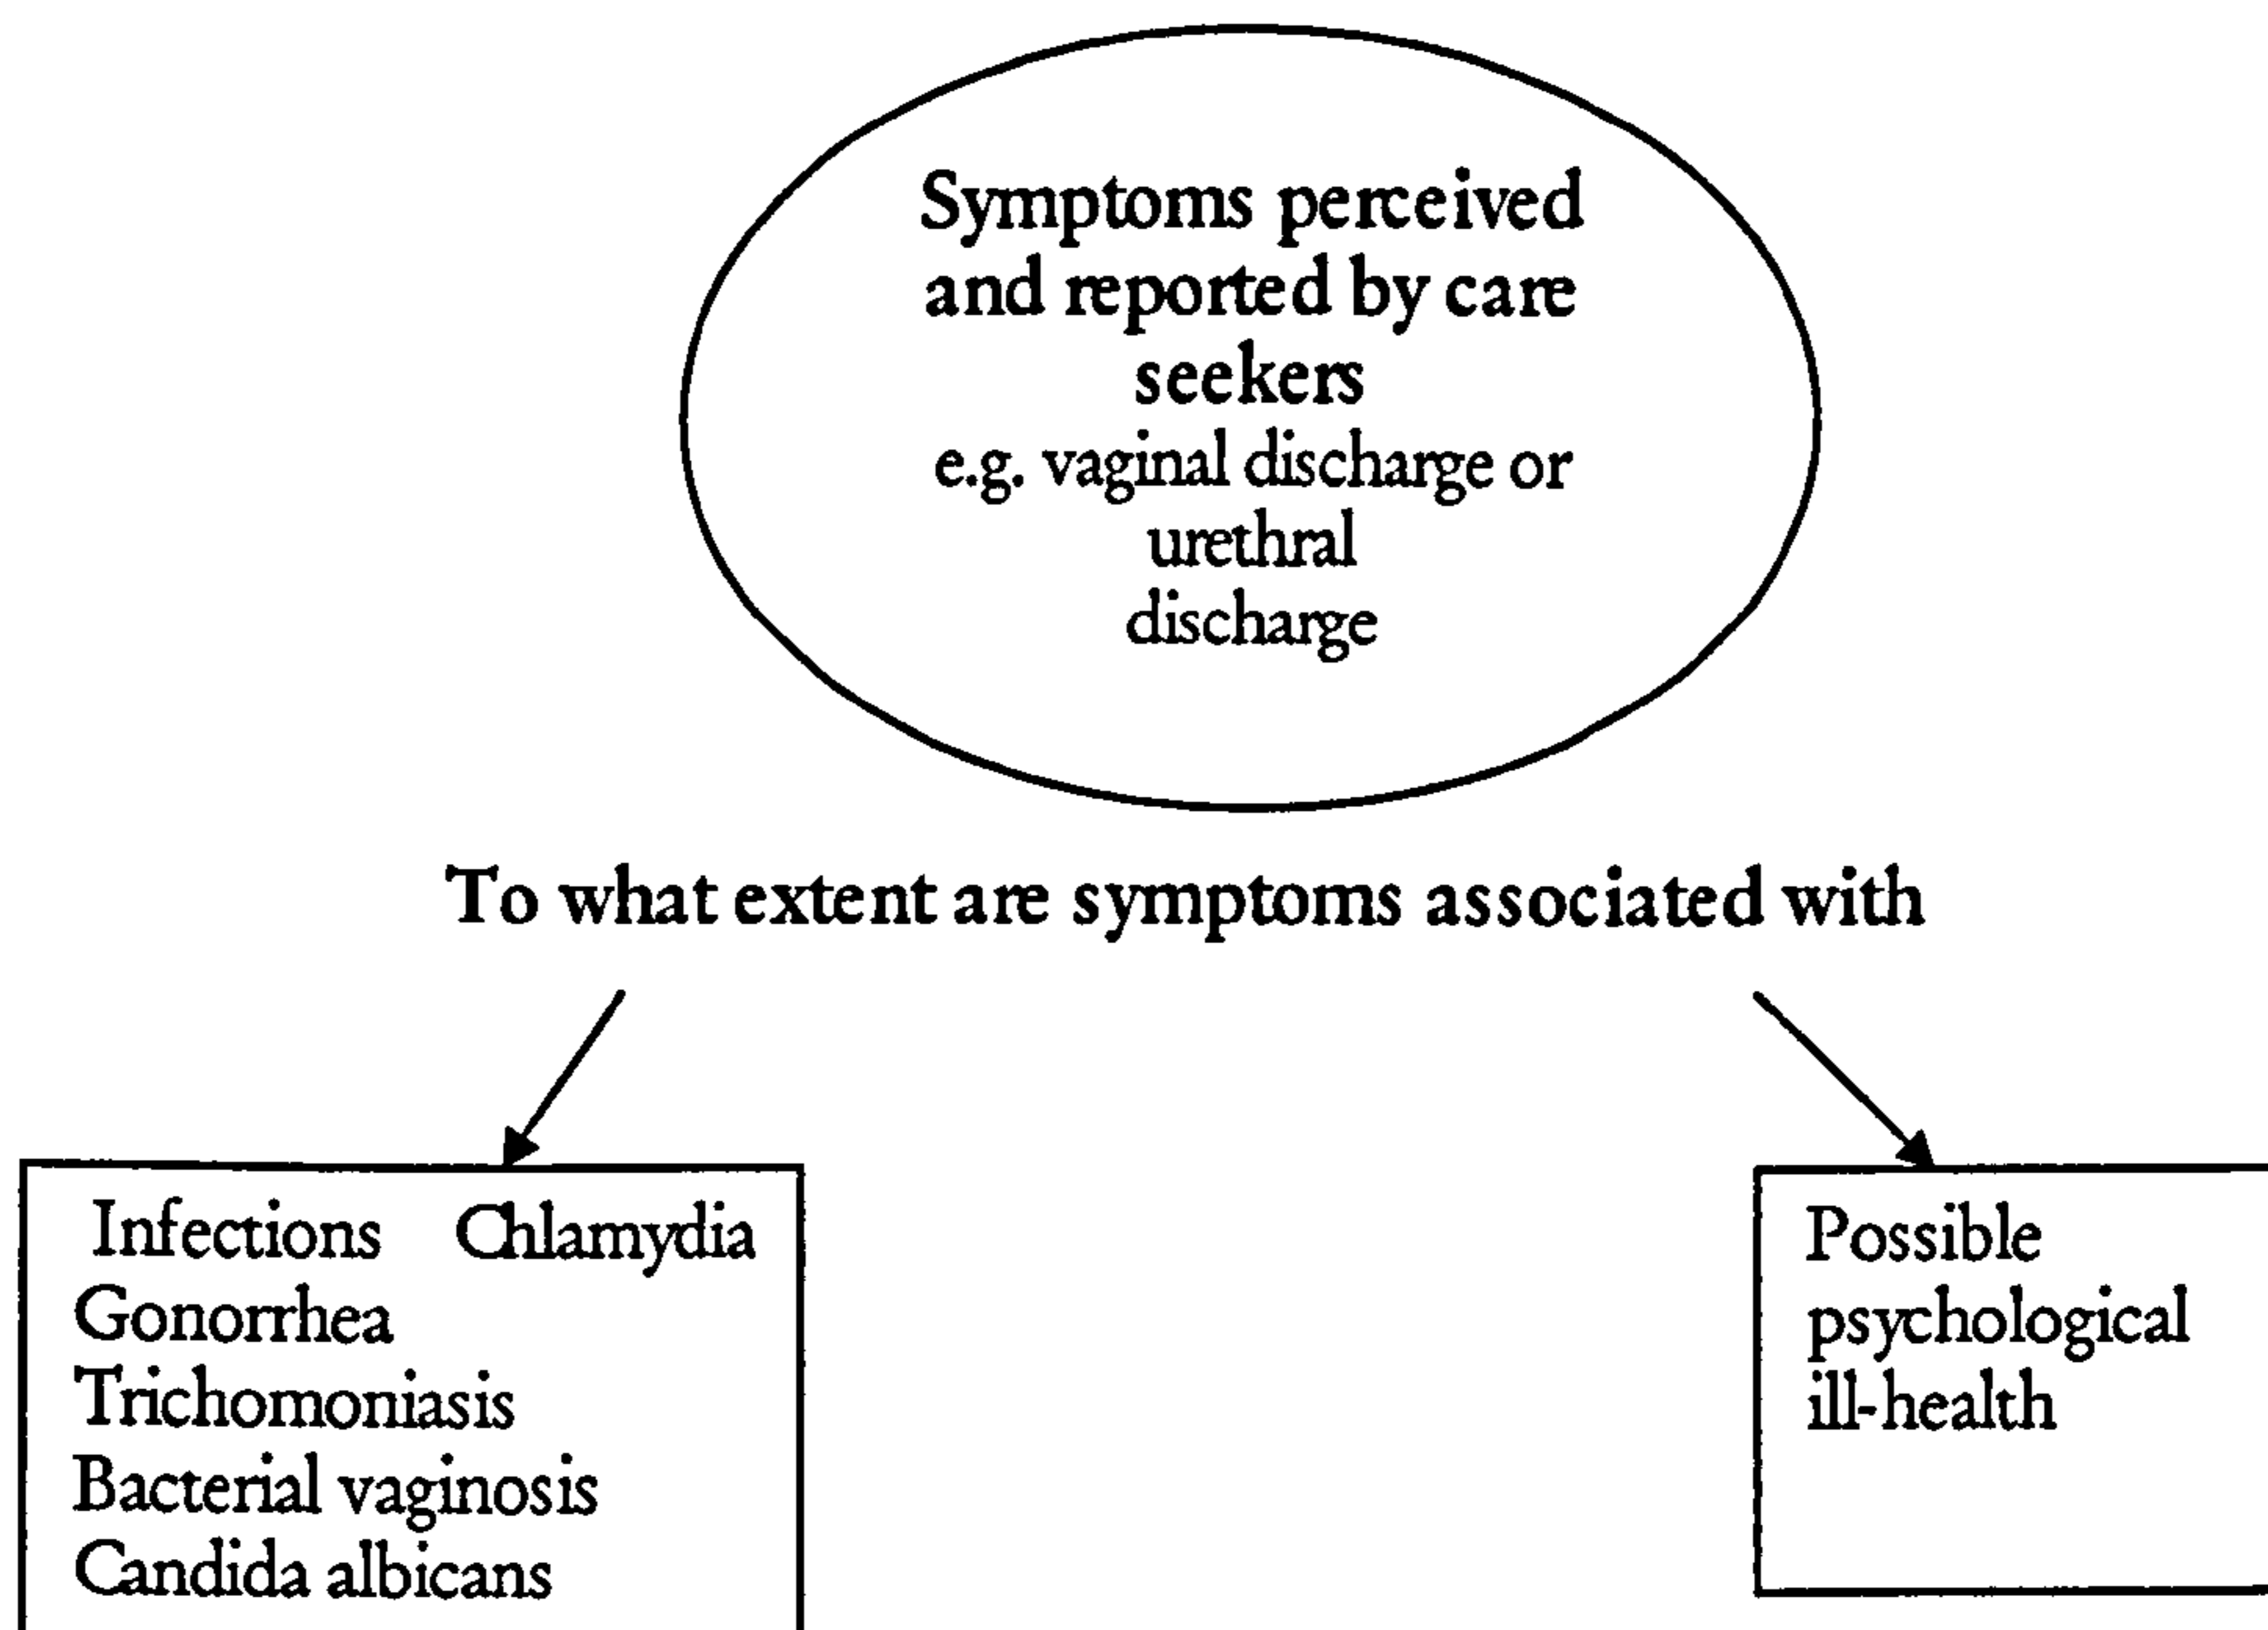 Symptoms perceived
and reported by care
seekers
e.g. vaginal discharge or
urethral
discharge
To what extent are symptoms associated with
Infections Chlamydia
Gonorrhea
Trichomoniasis
Bacterial vaginosis
Candida albicans
Possible
psychological
ill-health